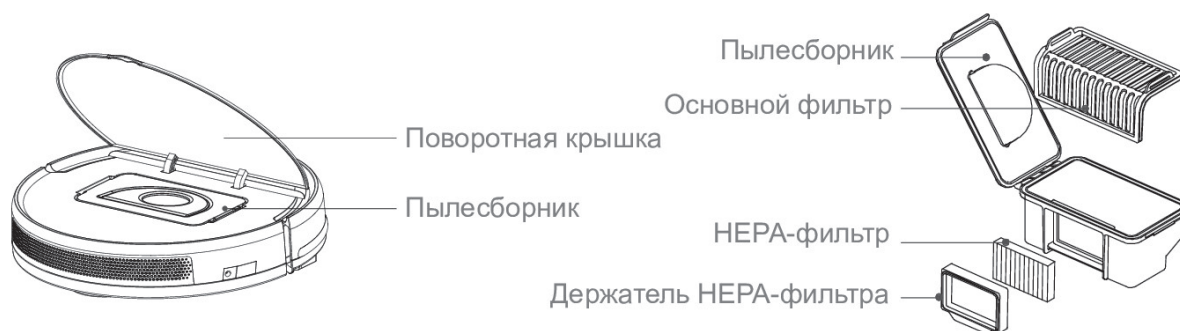 Поворотная крышка
Пылесборник
Пылесборник
Основной фильтр
HEPA-фильтр
Держатель HEPA-фильтра